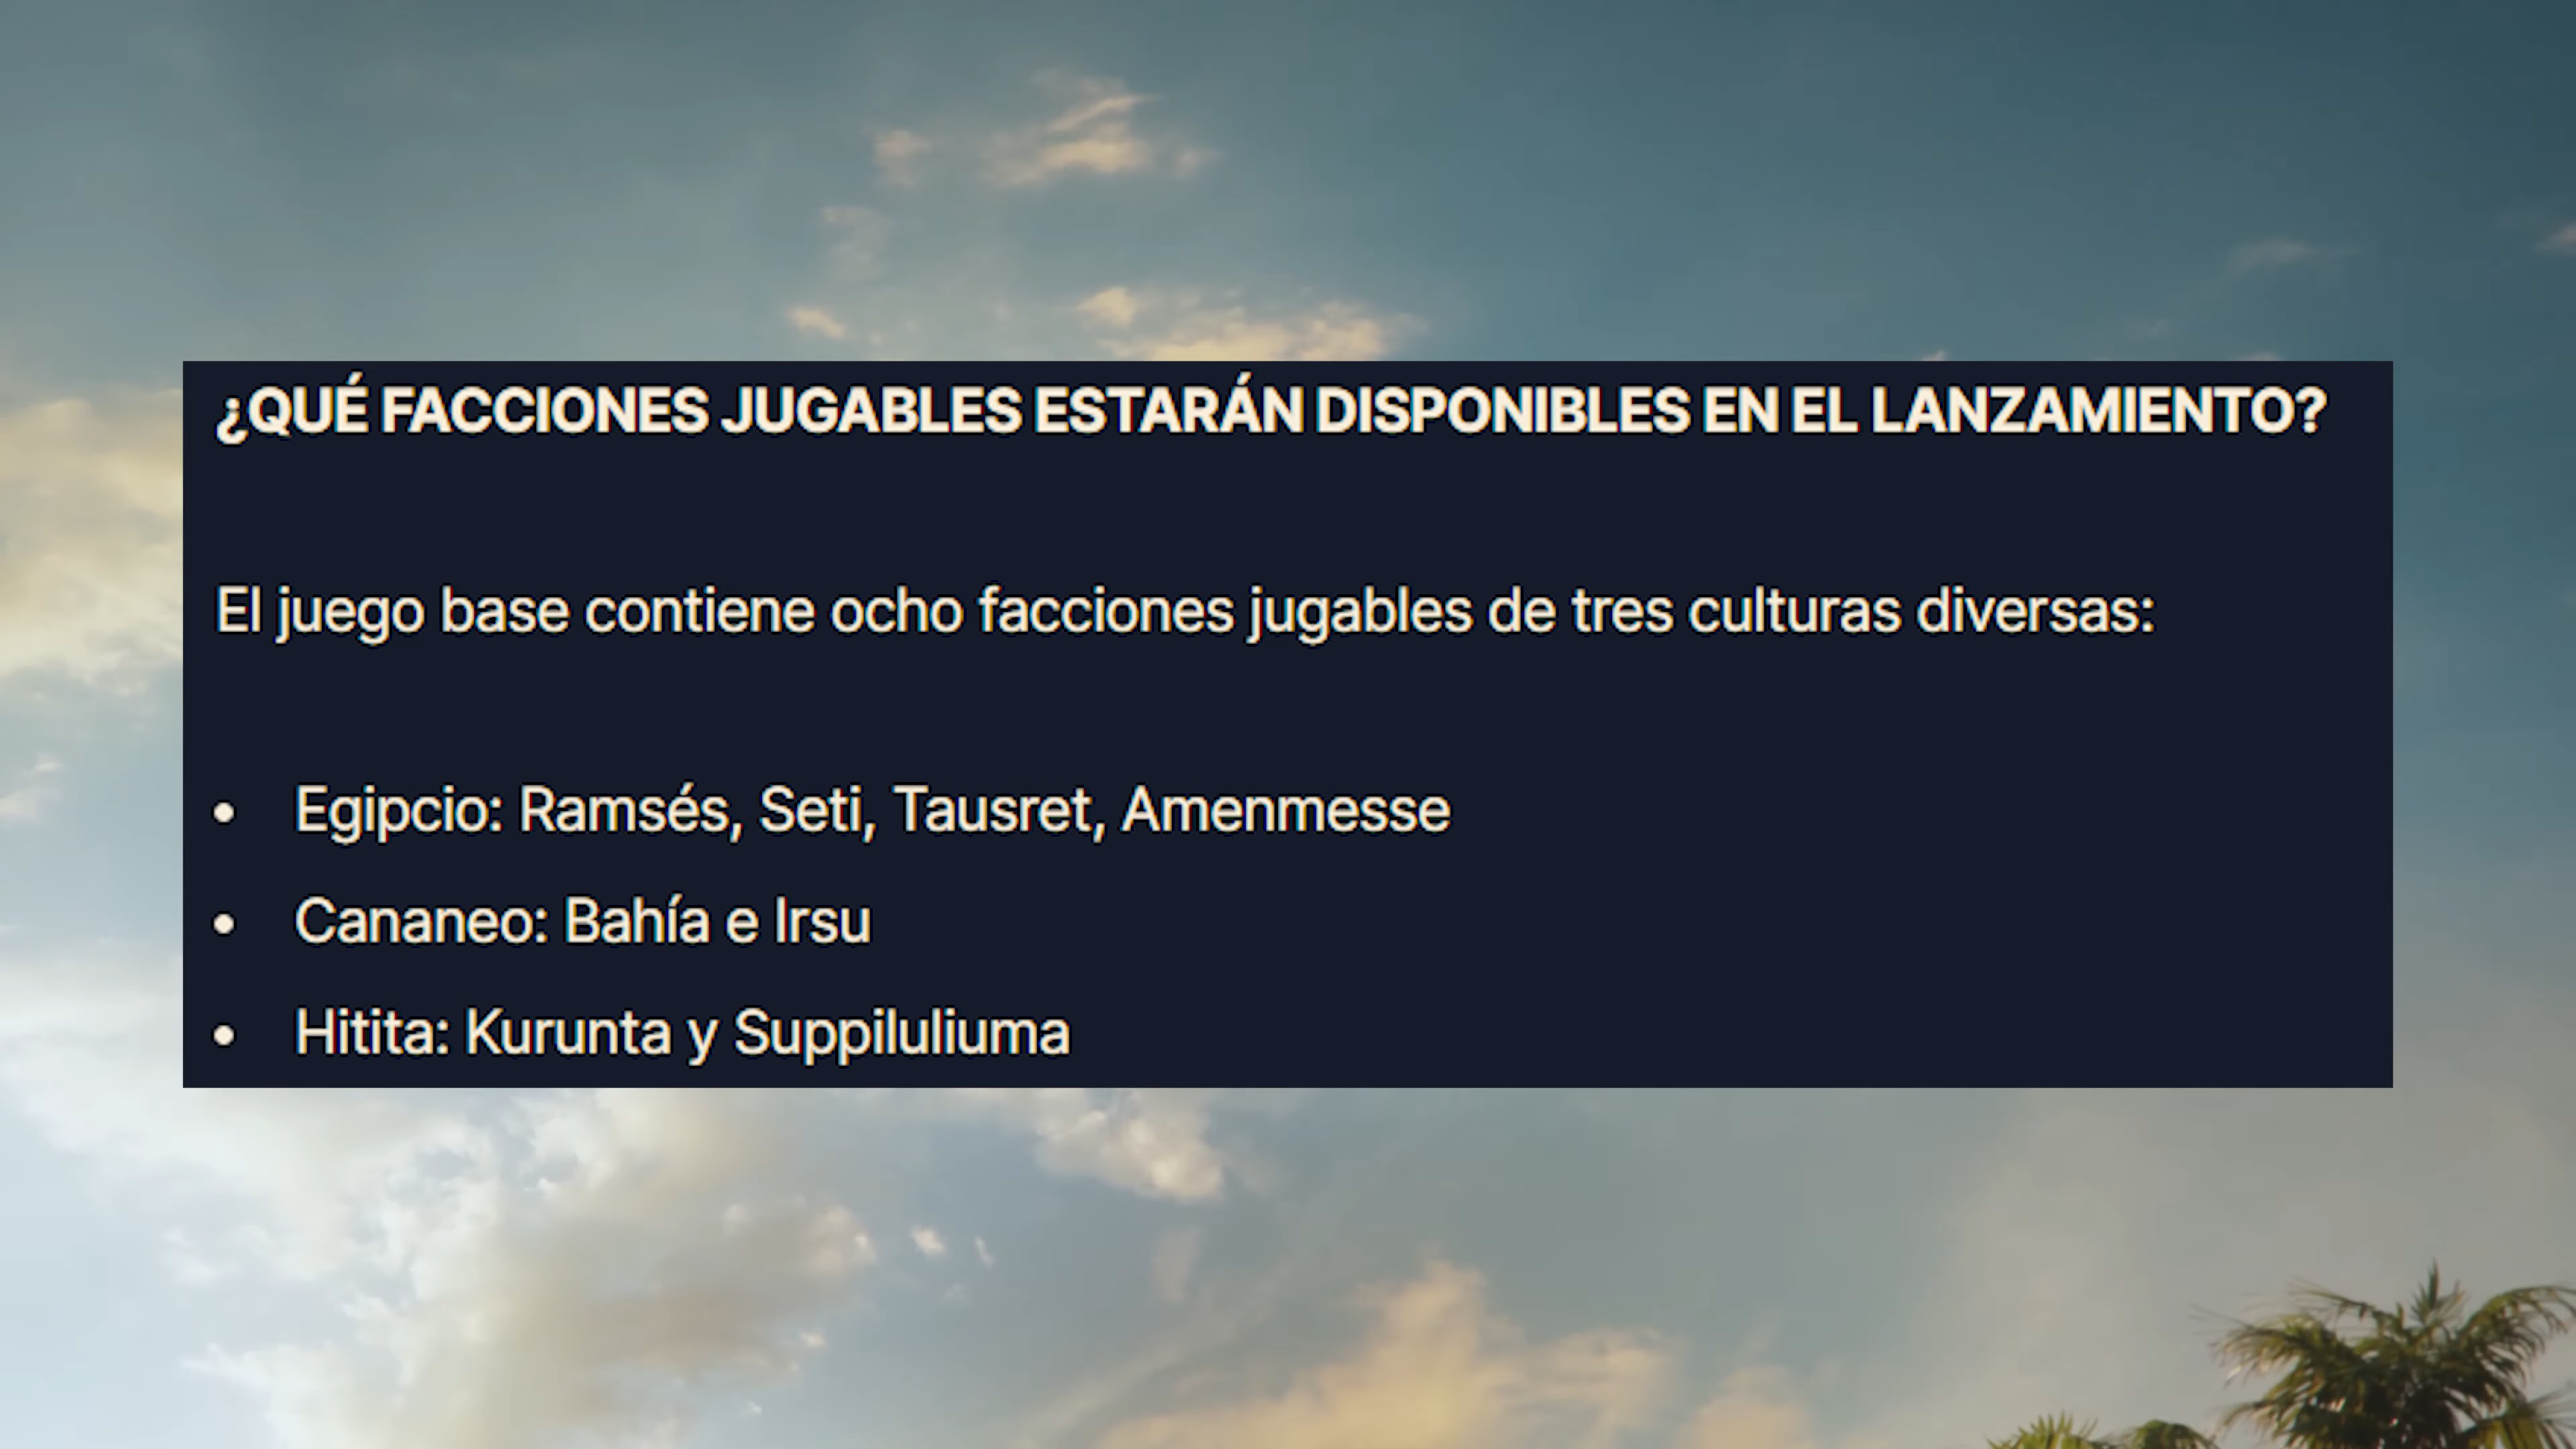 ¿QUÉ FACCIONES JUGABLES ESTARÁN DISPONIBLES EN EL LANZAMIENTO?
El juego base contiene ocho facciones jugables de tres culturas diversas:
• Egipcio: Ramsés, Seti, Tausret, Amenmesse
• Cananeo: Bahía e Irsu
• Hitita: Kurunta y Suppiluliuma